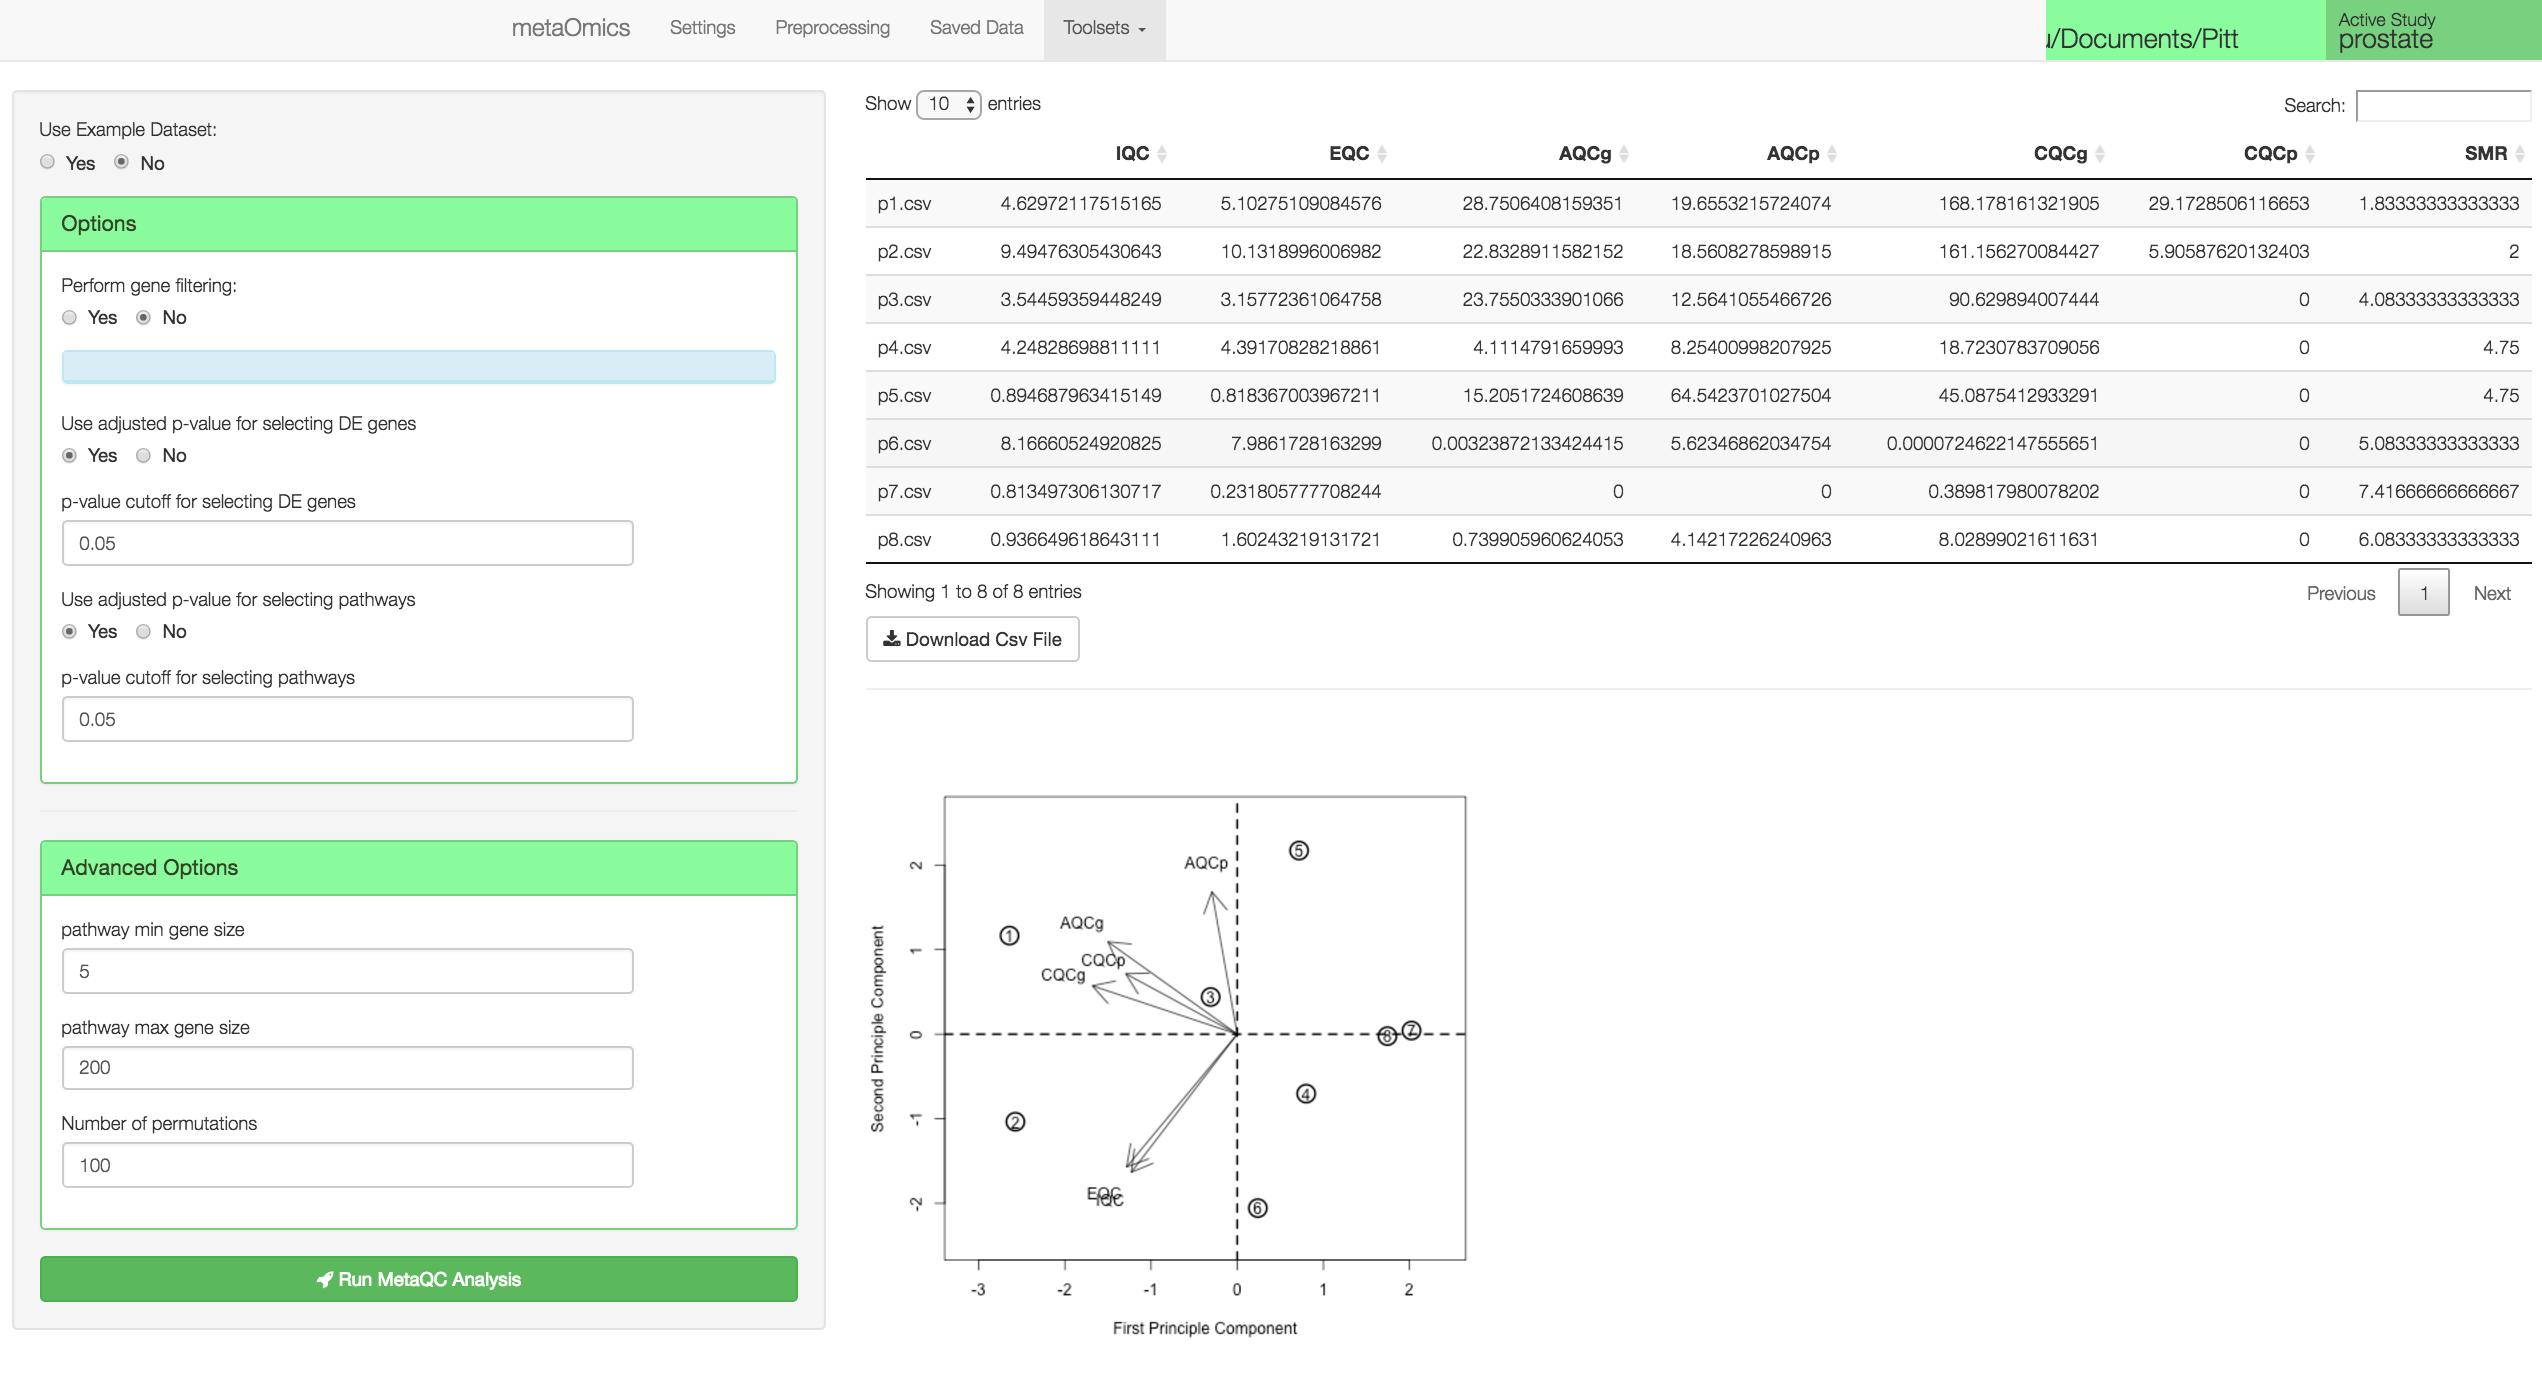 metaOmics Settings Preprocessing Saved Data Toolsets
/Documents/Pitt
Active Study
prostate
Use Example Dataset:
Yes No
Options
Perform gene filtering:
Yes No
Use adjusted p-value for selecting DE genes
Yes No
p-value cutoff for selecting DE genes
0.05
Use adjusted p-value for selecting pathways
Yes No
p-value cutoff for selecting pathways
0.05
Advanced Options
pathway min gene size
5
pathway max gene size
200
Number of permutations
100
Run MetaQC Analysis
Show 10 entries
Search:
IQC EQC AQCg AQCp CQCg CQCp SMR
p1.csv 4.62972117515165 5.10275109084576 28.7506408159351 19.6553215724074 168.178161321905 29.1728506116653 1.83333333333333
p2.csv 9.49476305430643 10.1318996006982 22.8328911582152 18.5608278598915 161.156270084427 5.90587620132403 2
p3.csv 3.54459359448249 3.15772361064758 23.7550333901066 12.5641055466726 90.629894007444 0 4.08333333333333
p4.csv 4.24828698811111 4.39170828218861 4.1114791659993 8.25400998207925 18.7230783709056 0 4.75
p5.csv 0.894687963415149 0.818367003967211 15.2051724608639 64.5423701027504 45.0875412933291 0 4.75
p6.csv 8.16660524920825 7.9861728163299 0.00323872133424415 5.62346862034754 0.0000724622147555651 0 5.08333333333333
p7.csv 0.813497306130717 0.231805777708244 0 0 0.389817980078202 0 7.41666666666667
p8.csv 0.936649618643111 1.60243219131721 0.739905960624053 4.14217226240963 8.02899021611631 0 6.08333333333333
Showing 1 to 8 of 8 entries
Previous 1 Next
Download Csv File
Second Principle Component
2
1
0
-1
-2
5
AQCp
AQCg
1
CQCp
CQCg
3
8 7
4
2
EQC
IQC
6
-3 -2 -1 0 1 2
First Principle Component